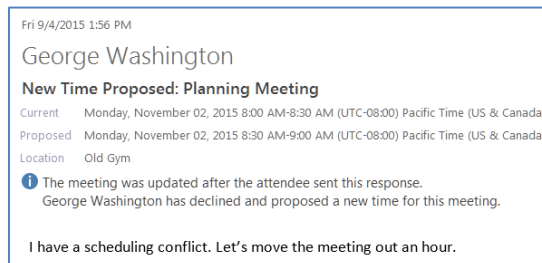 Fri 9/4/2015 1:56 PM
George Washington
New Time Proposed: Planning Meeting
Current Monday, November 02, 2015 8:00 AM-8:30 AM (UTC-08:00) Pacific Time (US & Canada
Proposed Monday, November 02, 2015 8:30 AM-9:00 AM (UTC-08:00) Pacific Time (US & Canada
Location Old Gym
The meeting was updated after the attendee sent this response.
George Washington has declined and proposed a new time for this meeting.
I have a scheduling conflict. Let's move the meeting out an hour.